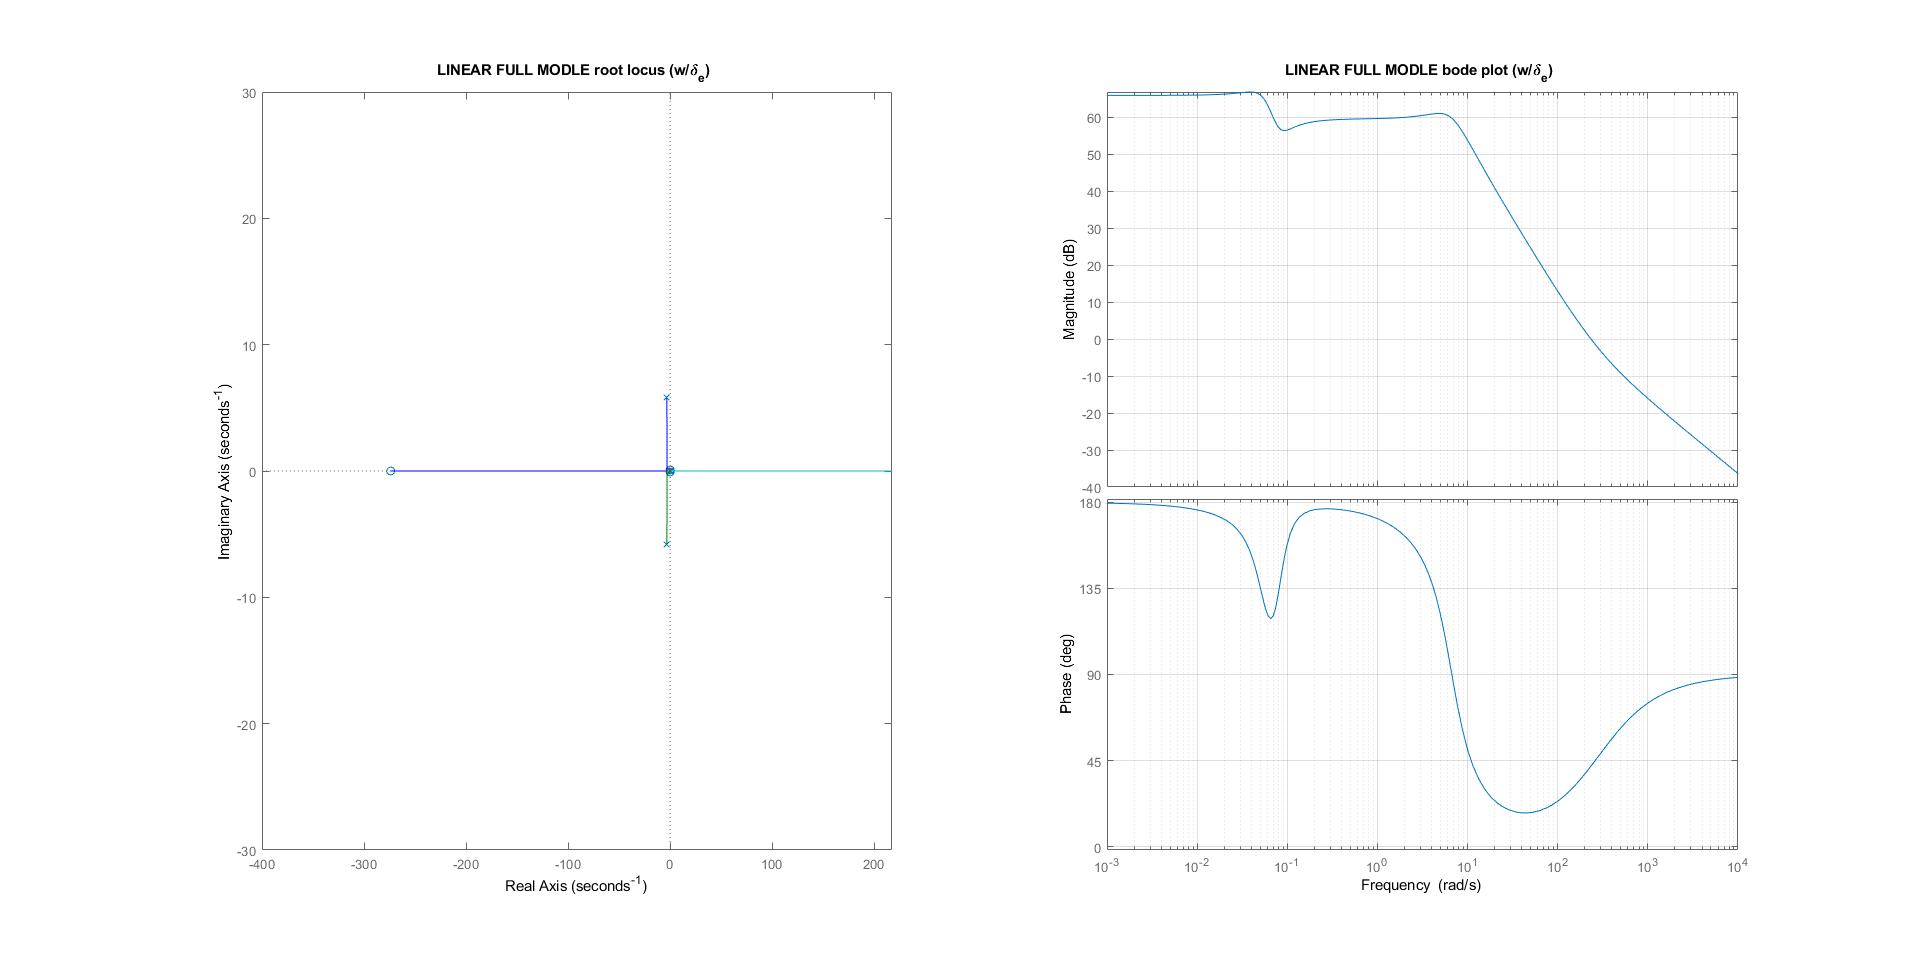 LINEAR FULL MODLE root locus (w/δe)
30
20
10
0
-10
-20
-30
Imaginary Axis (seconds-1)
-400 -300 -200 -100 0 100 200
Real Axis (seconds-1)
LINEAR FULL MODLE bode plot (w/δe)
60
50
40
30
20
10
0
-10
-20
-30
-40
Magnitude (dB)
180
135
90
45
0
Phase (deg)
10-3 10-2 10-1 100 101 102 103 104
Frequency (rad/s)